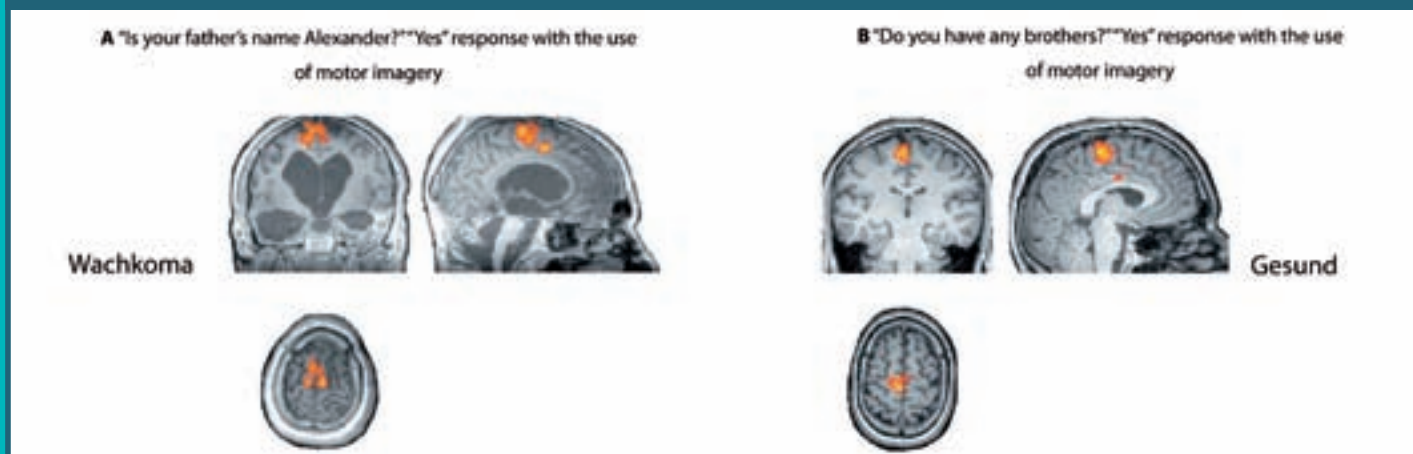 A "Is your father's name Alexander?""Yes" response with the use
of motor imagery
B "Do you have any brothers?""Yes" response with the use
of motor imagery
Wachkoma
Gesund